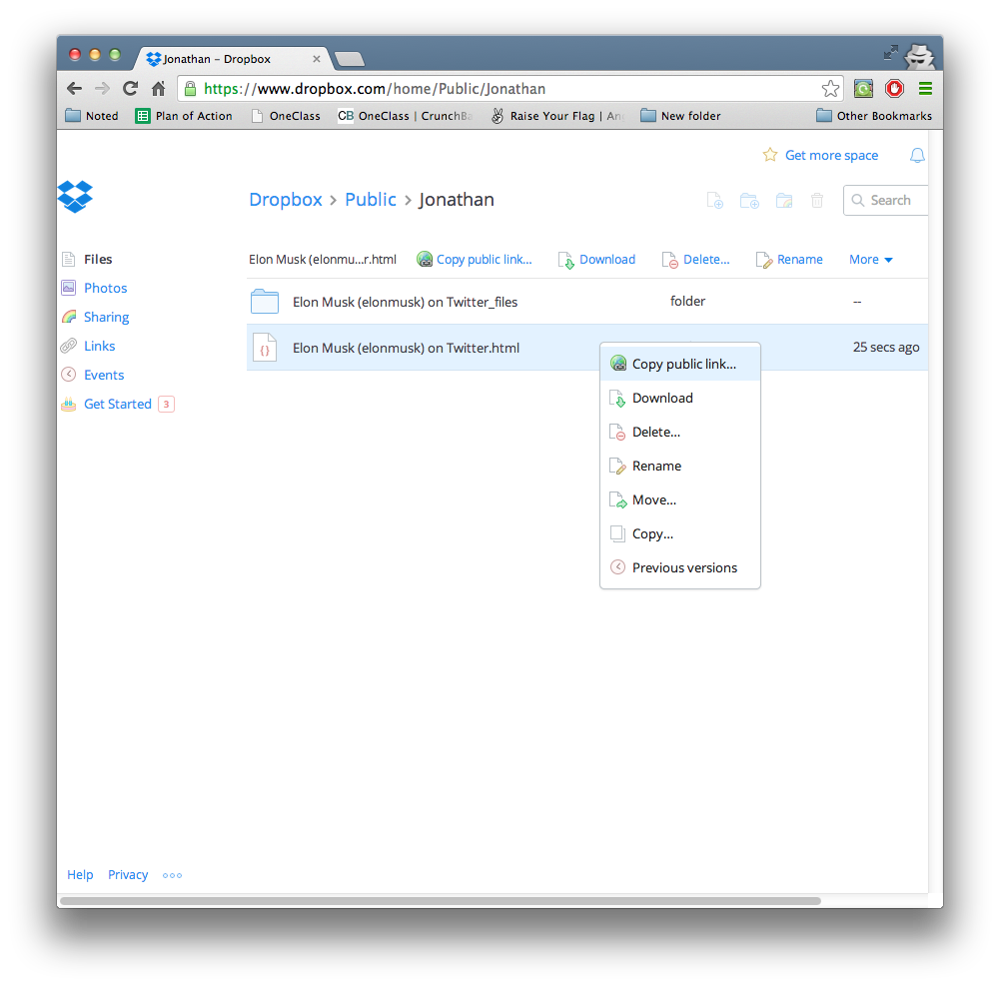 Jonathan – Dropbox
https://www.dropbox.com/home/Public/Jonathan
Noted Plan of Action OneClass CB OneClass | CrunchBa Raise Your Flag | An New folder Other Bookmarks
Get more space
Dropbox › Public › Jonathan
Search
Elon Musk (elonmu...r.html Copy public link... Download Delete... Rename More
Files
Photos
Sharing
Links
Events
Get Started 3
Elon Musk (elonmusk) on Twitter_files folder --
{} Elon Musk (elonmusk) on Twitter.html 25 secs ago
Copy public link...
Download
Delete...
Rename
Move...
Copy...
Previous versions
Help Privacy